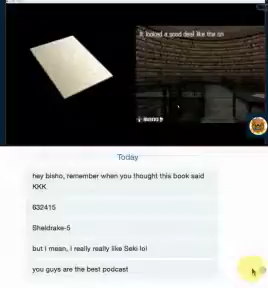 It looked a good deal like the on
Today
hey bisho, remember when you thought this book said
KKK
632415
Sheldrake-5
but I mean, I really really like Seki lol
you guys are the best podcast